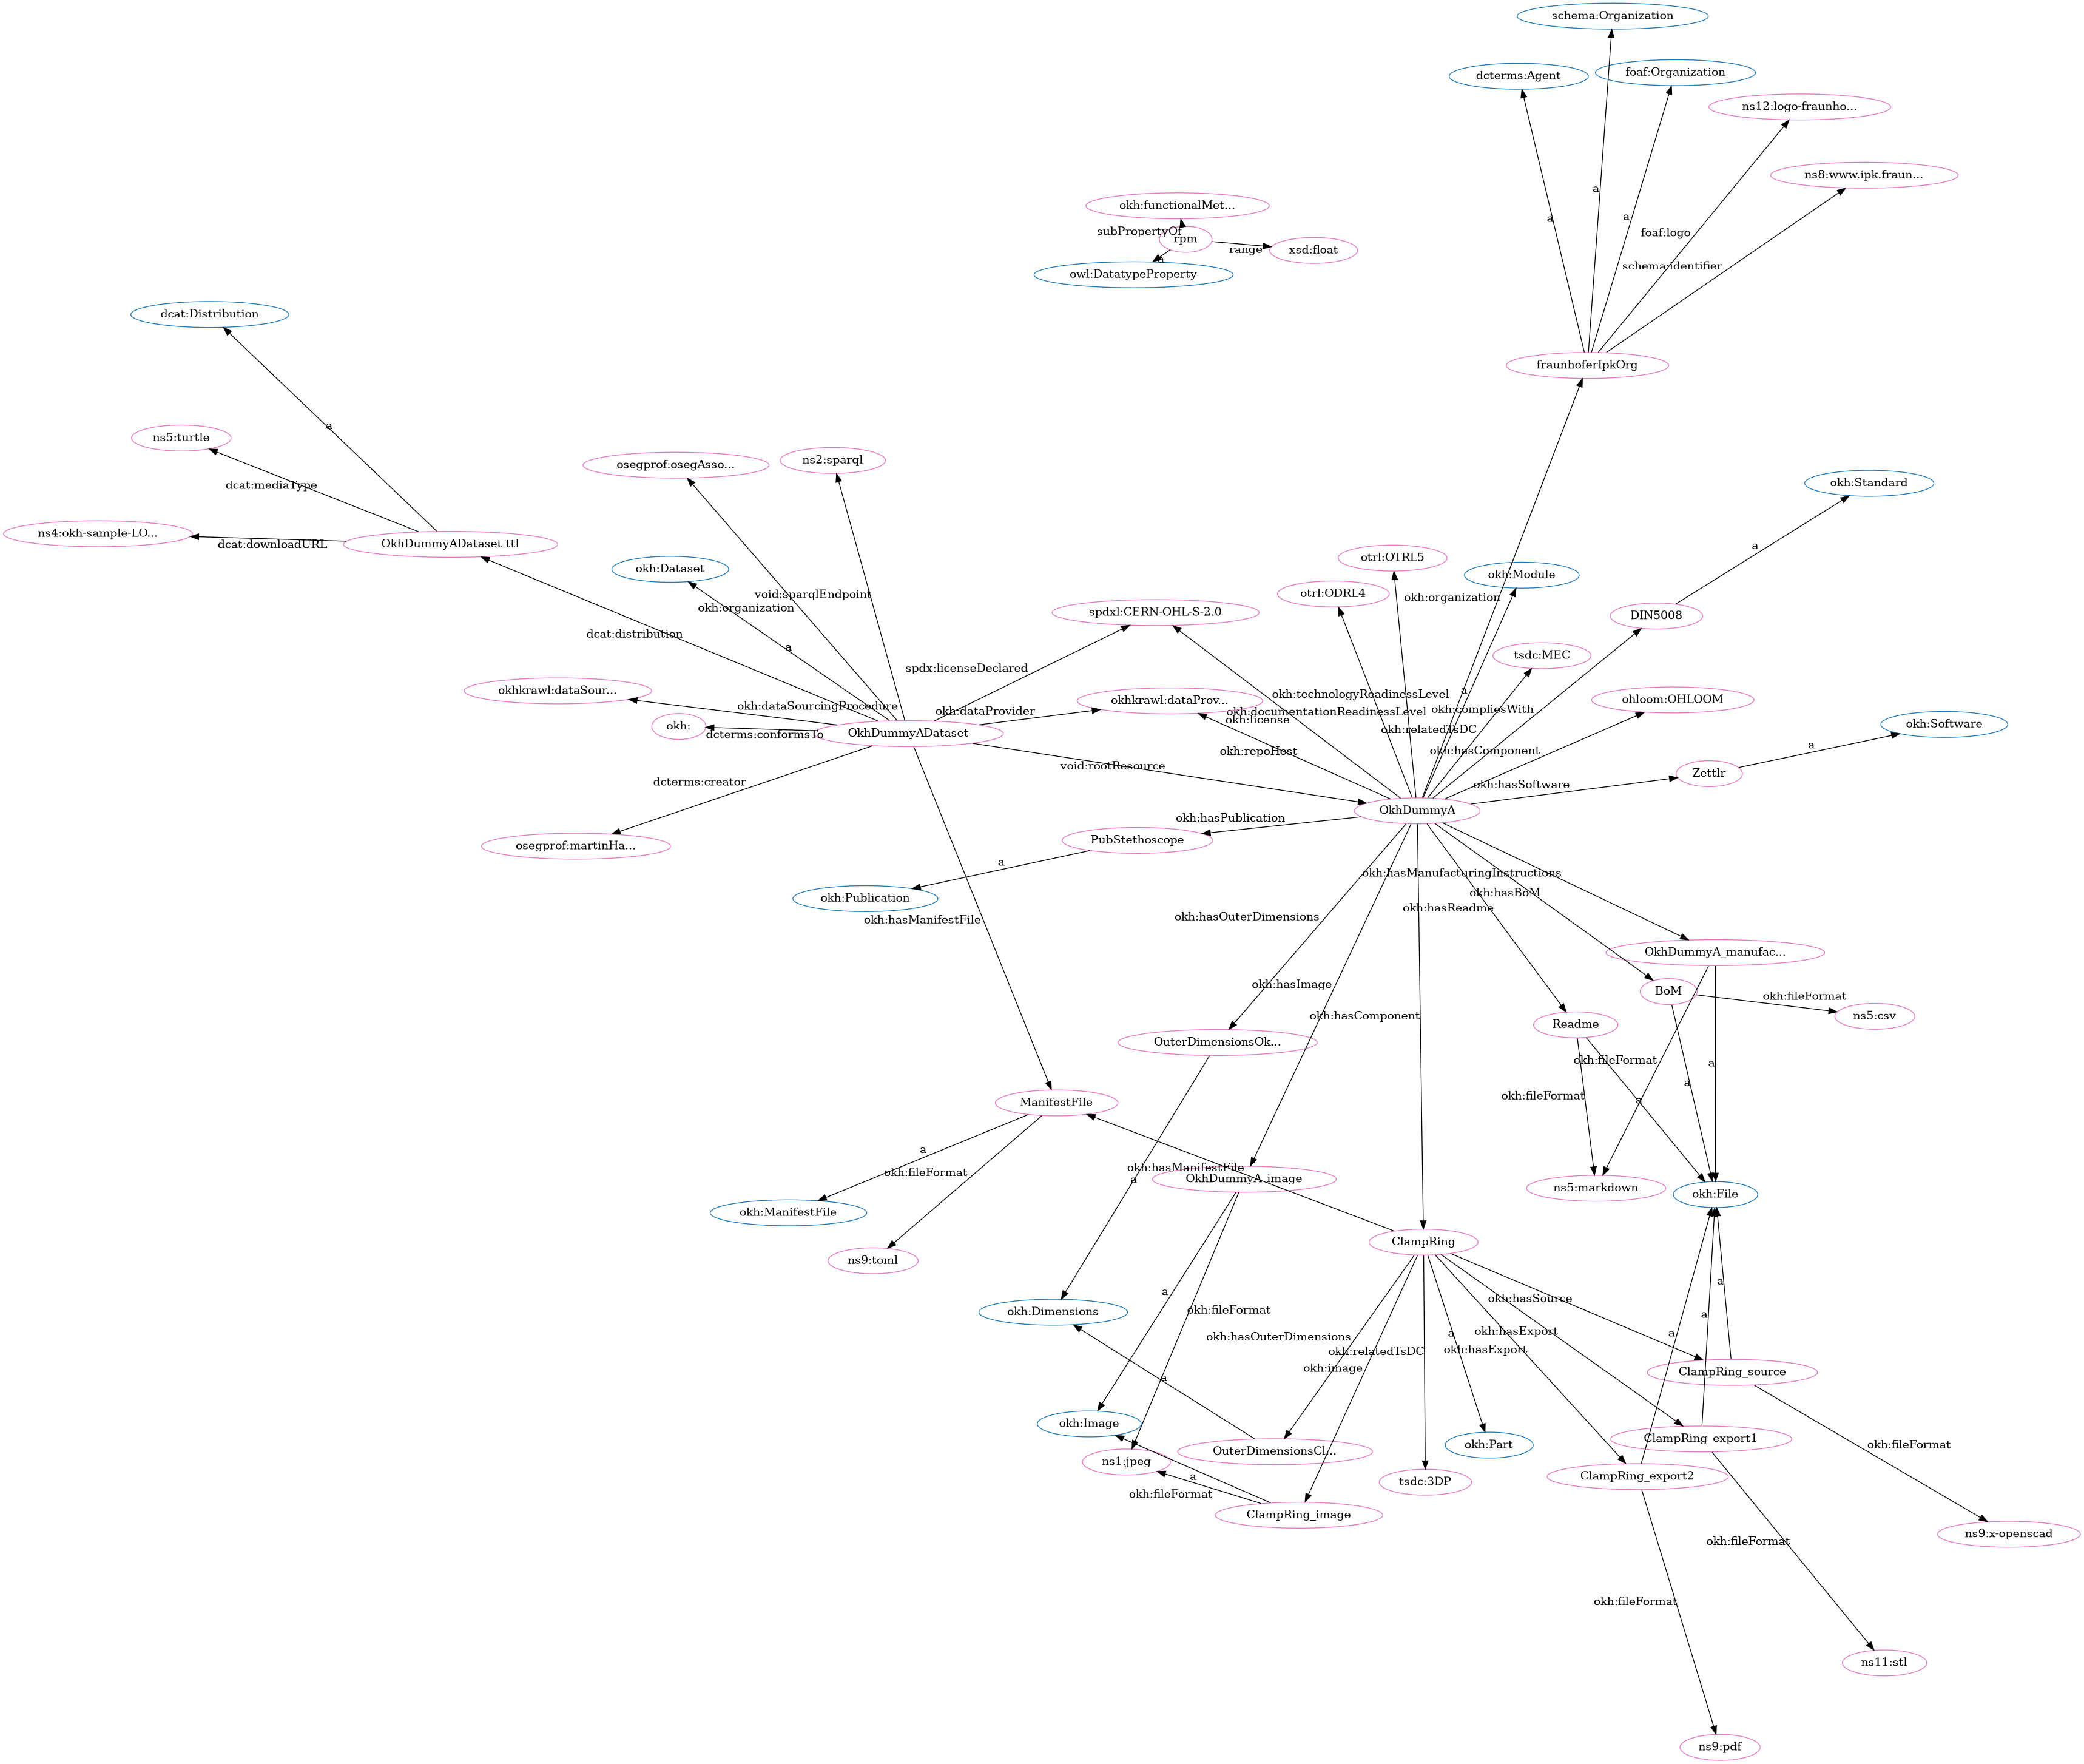 schema:Organization
foaf:Organization
dcterms:Agent
ns12:logo-fraunho...
ns8:www.ipk.fraun...
a
okh:functionalMet...
a
foaf:logo
subPropertyOf
rpm
range
xsd:float
a
owl:DatatypeProperty
schema:identifier
a
dcat:Distribution
fraunhoferIpkOrg
a
ns5:turtle
osegprof:osegAsso...
ns2:sparql
dcat:mediaType
okh:Standard
ns4:okh-sample-LO...
dcat:downloadURL
OkhDummyADataset-ttl
a
otrl:OTRL5
okh:Dataset
okh:Module
void:sparqlEndpoint
otrl:ODRL4
okh:organization
okh:organization
spdxl:CERN-OHL-S-2.0
DIN5008
dcat:distribution
a
tsdc:MEC
spdx:licenseDeclared
okhkrawl:dataSour...
a
okh:technologyReadinessLevel
okh:dataSourcingProcedure
okhkrawl:dataProv...
ohloom:OHLOOM
okh:dataProvider
okh:documentationReadinessLevel
okh:compliesWith
okh:license
okh:
dcterms:conformsTo
OkhDummyADataset
okh:relatedTsDC
okh:Software
okh:repoHost
okh:hasComponent
a
void:rootResource
Zettlr
dcterms:creator
okh:hasSoftware
OkhDummyA
okh:hasPublication
osegprof:martinHa...
PubStethoscope
a
okh:hasManufacturingInstructions
okh:Publication
okh:hasBoM
okh:hasReadme
okh:hasManifestFile
okh:hasOuterDimensions
OkhDummyA_manufac...
okh:hasImage
BoM
okh:fileFormat
okh:hasComponent
ns5:csv
Readme
OuterDimensionsOk...
okh:fileFormat
a
a
okh:fileFormat
a
ManifestFile
a
okh:fileFormat
okh:hasManifestFile
a
OkhDummyA_image
ns5:markdown
okh:File
okh:ManifestFile
ClampRing
ns9:toml
a
a
okh:hasSource
okh:Dimensions
okh:fileFormat
a
okh:hasOuterDimensions
a
okh:hasExport
a
okh:relatedTsDC
okh:hasExport
okh:image
a
ClampRing_source
okh:Image
ClampRing_export1
OuterDimensionsCl...
okh:Part
okh:fileFormat
ns1:jpeg
a
tsdc:3DP
ClampRing_export2
okh:fileFormat
ClampRing_image
ns9:x-openscad
okh:fileFormat
okh:fileFormat
ns11:stl
ns9:pdf